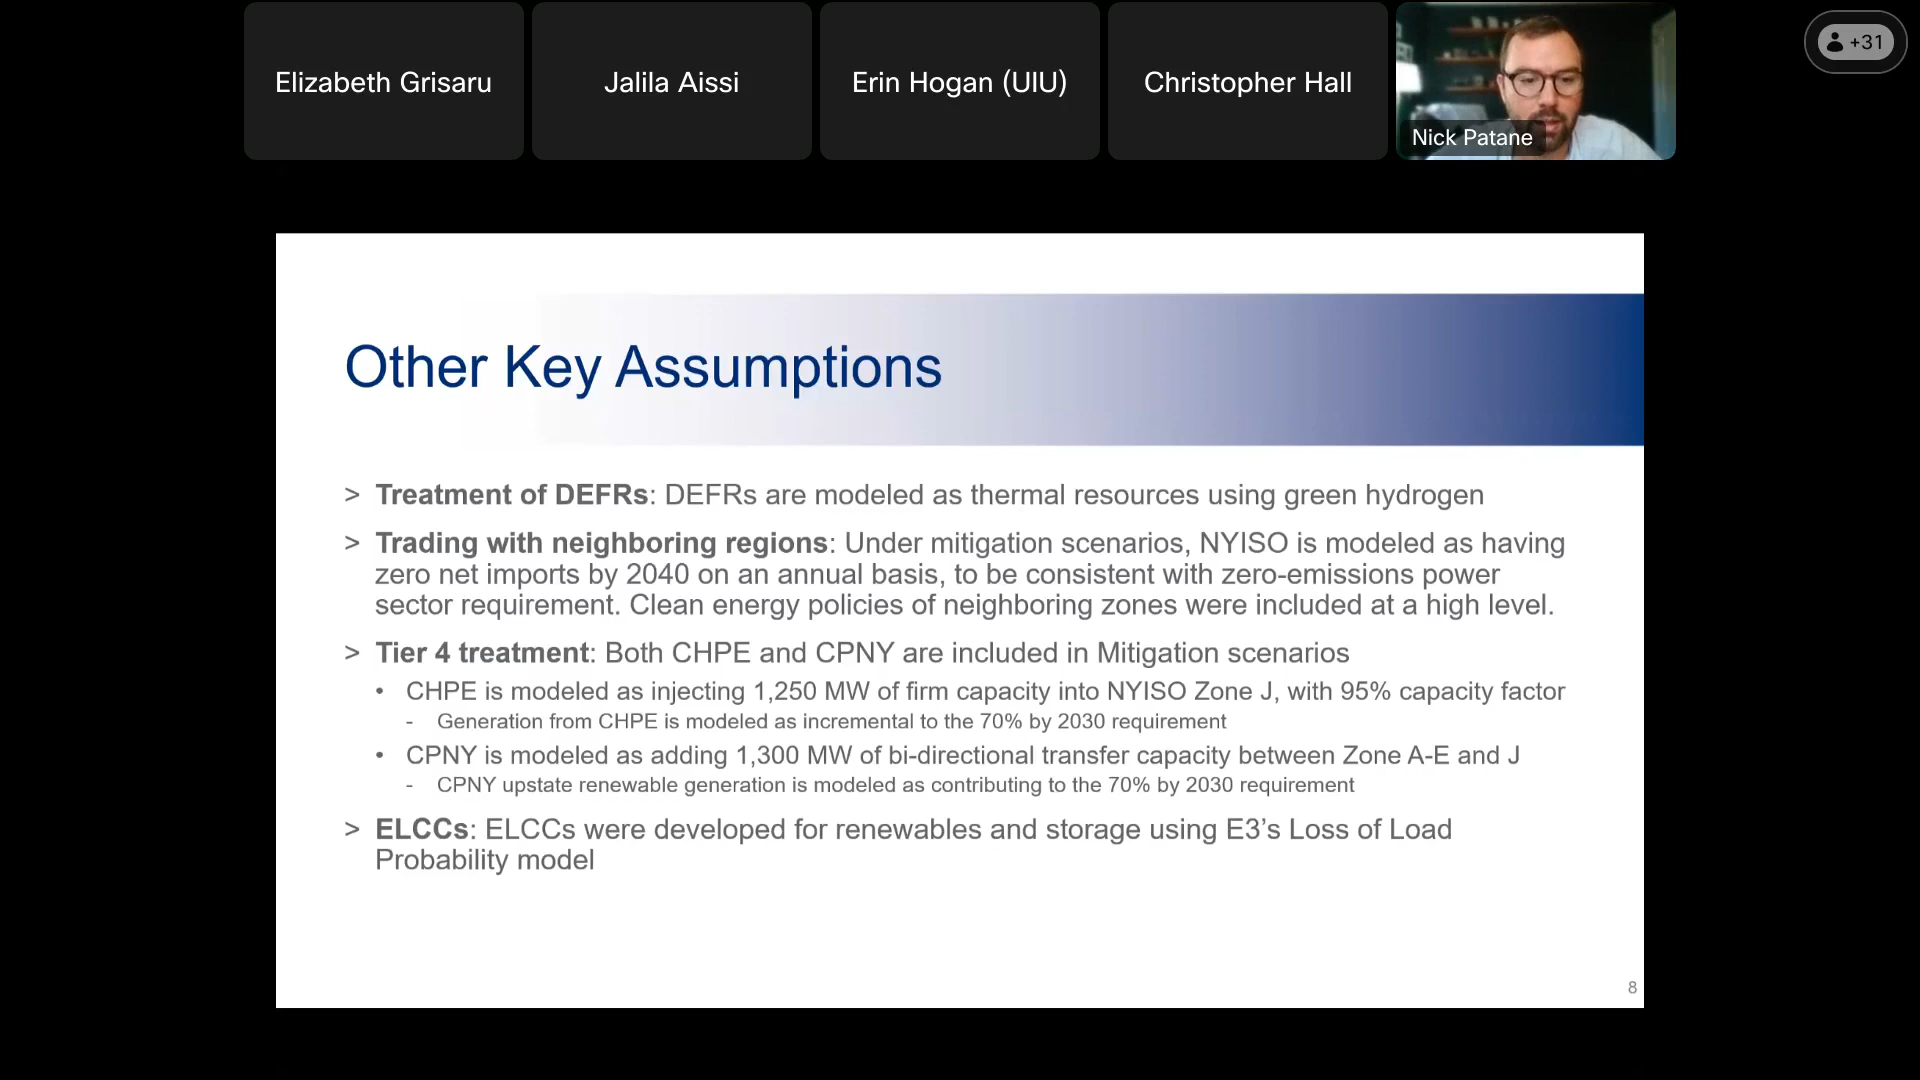 Elizabeth Grisaru
Jalila Aissi
Erin Hogan (UIU)
Christopher Hall
Nick Patane
+31
Other Key Assumptions
> Treatment of DEFRs: DEFRs are modeled as thermal resources using green hydrogen
> Trading with neighboring regions: Under mitigation scenarios, NYISO is modeled as having
zero net imports by 2040 on an annual basis, to be consistent with zero-emissions power
sector requirement. Clean energy policies of neighboring zones were included at a high level.
> Tier 4 treatment: Both CHPE and CPNY are included in Mitigation scenarios
• CHPE is modeled as injecting 1,250 MW of firm capacity into NYISO Zone J, with 95% capacity factor
- Generation from CHPE is modeled as incremental to the 70% by 2030 requirement
• CPNY is modeled as adding 1,300 MW of bi-directional transfer capacity between Zone A-E and J
- CPNY upstate renewable generation is modeled as contributing to the 70% by 2030 requirement
> ELCCs: ELCCs were developed for renewables and storage using E3’s Loss of Load
Probability model
8